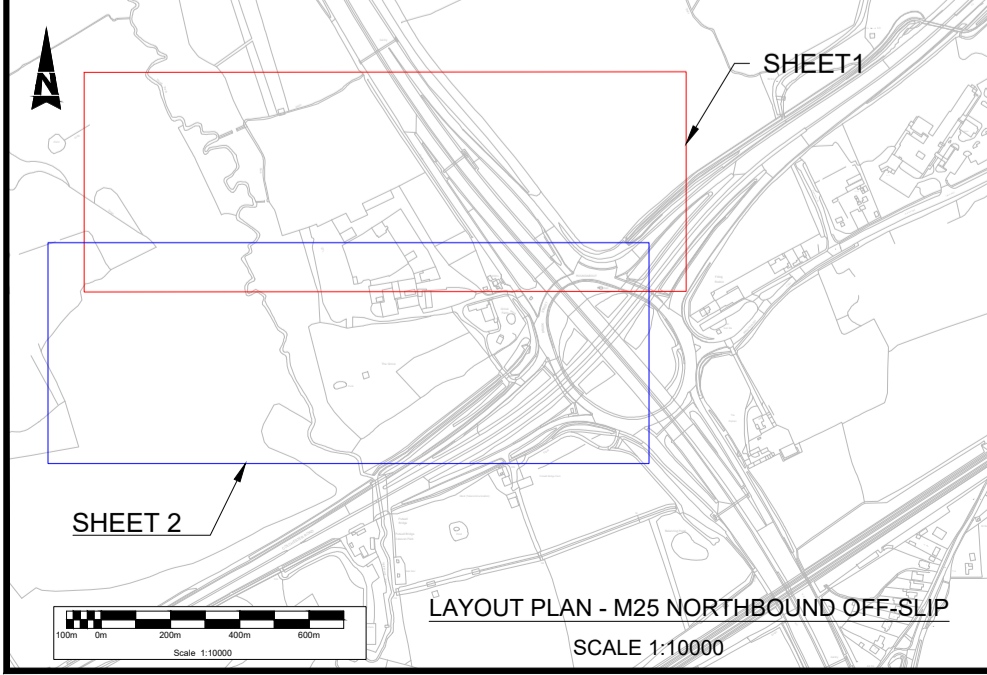 N
SHEET1
SHEET 2
100m 0m 200m 400m 600m
Scale 1:10000
LAYOUT PLAN - M25 NORTHBOUND OFF-SLIP
SCALE 1:10000